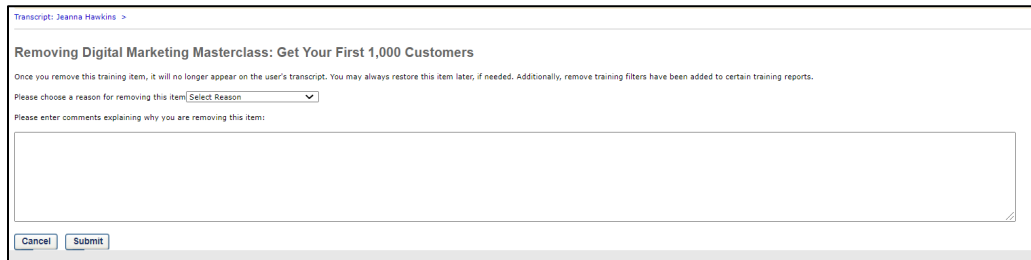 Transcript: Jeanna Hawkins >
Removing Digital Marketing Masterclass: Get Your First 1,000 Customers
Once you remove this training item, it will no longer appear on the user's transcript. You may always restore this item later, if needed. Additionally, remove training filters have been added to certain training reports.
Please choose a reason for removing this item Select Reason
Please enter comments explaining why you are removing this item:
Cancel Submit